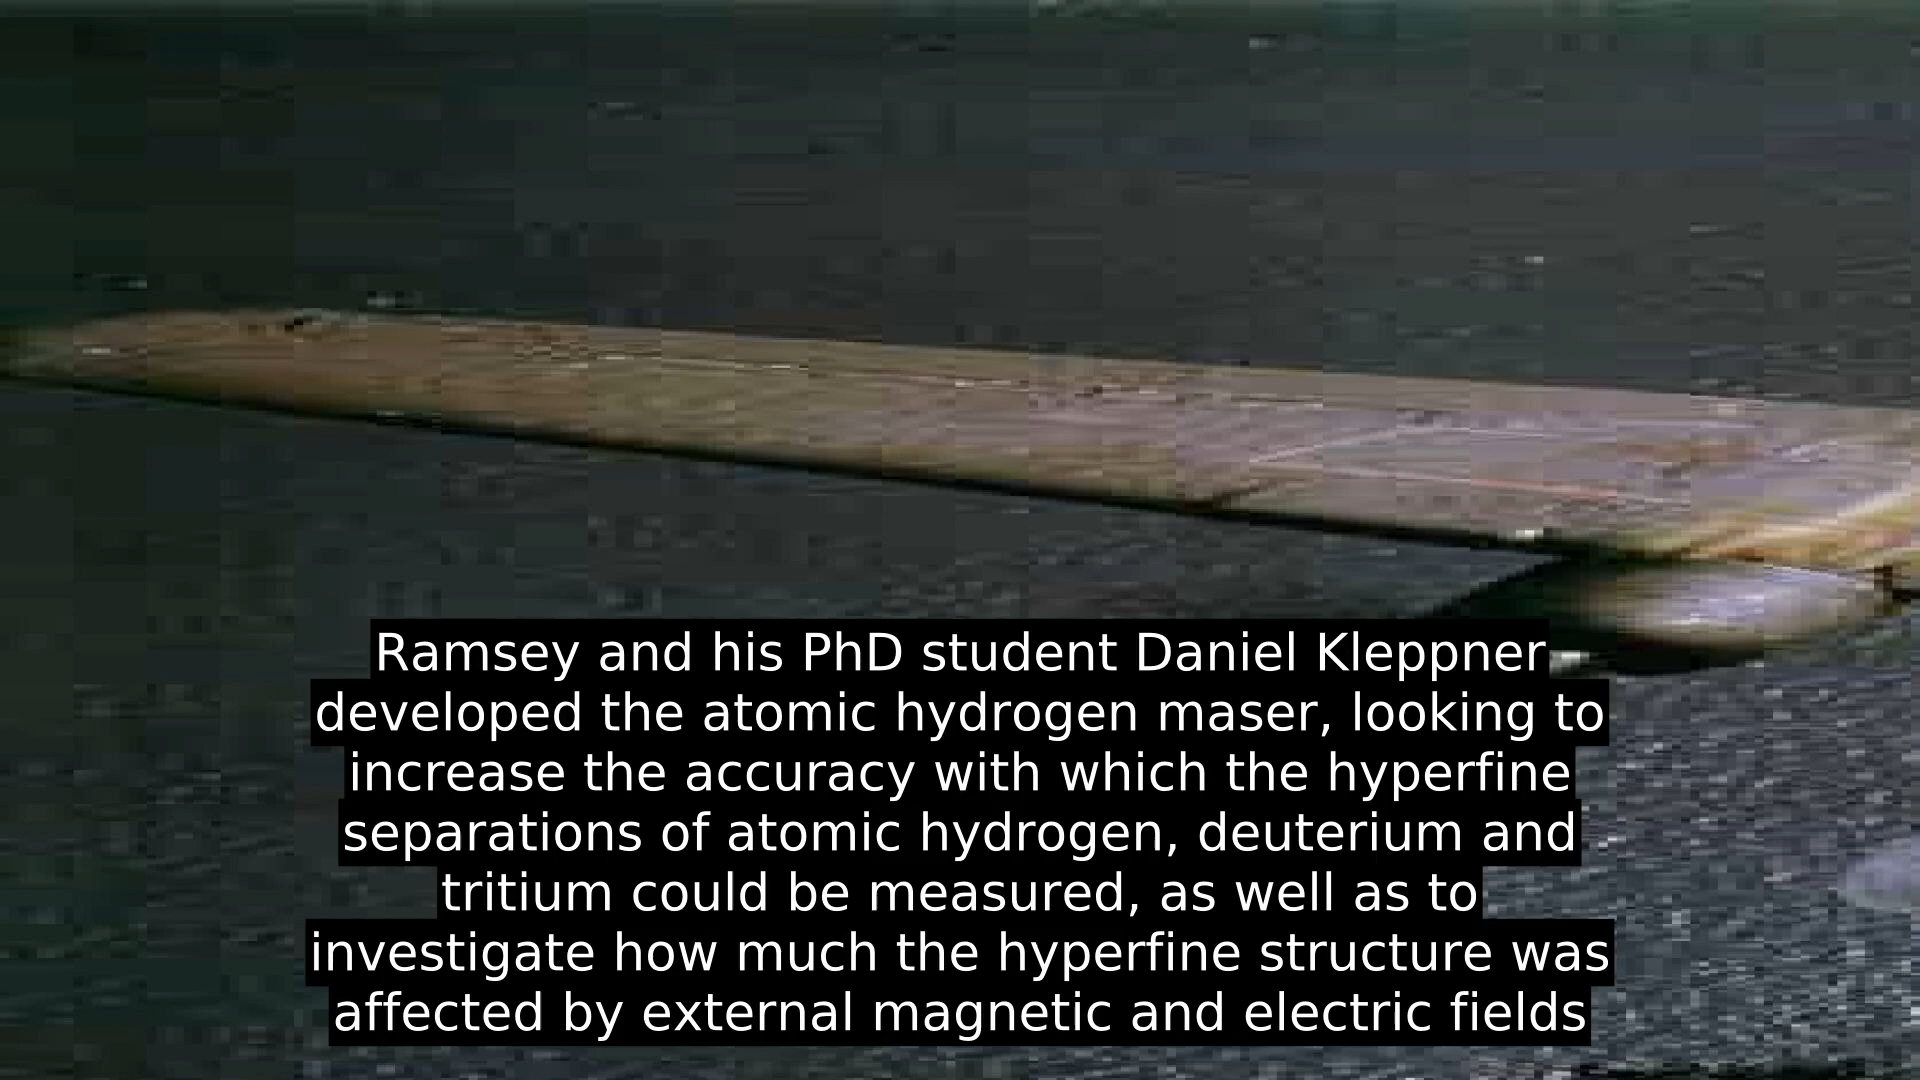 Ramsey and his PhD student Daniel Kleppner
developed the atomic hydrogen maser, looking to
increase the accuracy with which the hyperfine
separations of atomic hydrogen, deuterium and
tritium could be measured, as well as to
investigate how much the hyperfine structure was
affected by external magnetic and electric fields